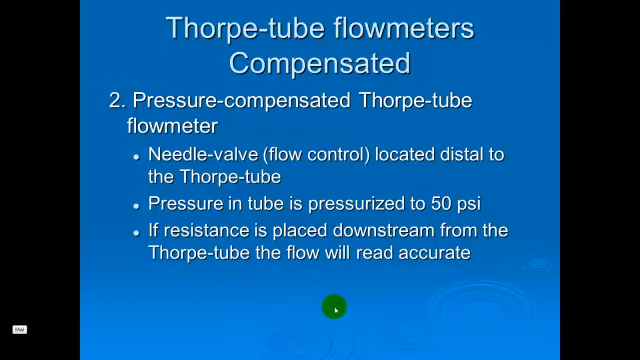 Thorpe-tube flowmeters
Compensated
2. Pressure-compensated Thorpe-tube
flowmeter
• Needle-valve (flow control) located distal to
the Thorpe-tube
• Pressure in tube is pressurized to 50 psi
• If resistance is placed downstream from the
Thorpe-tube the flow will read accurate